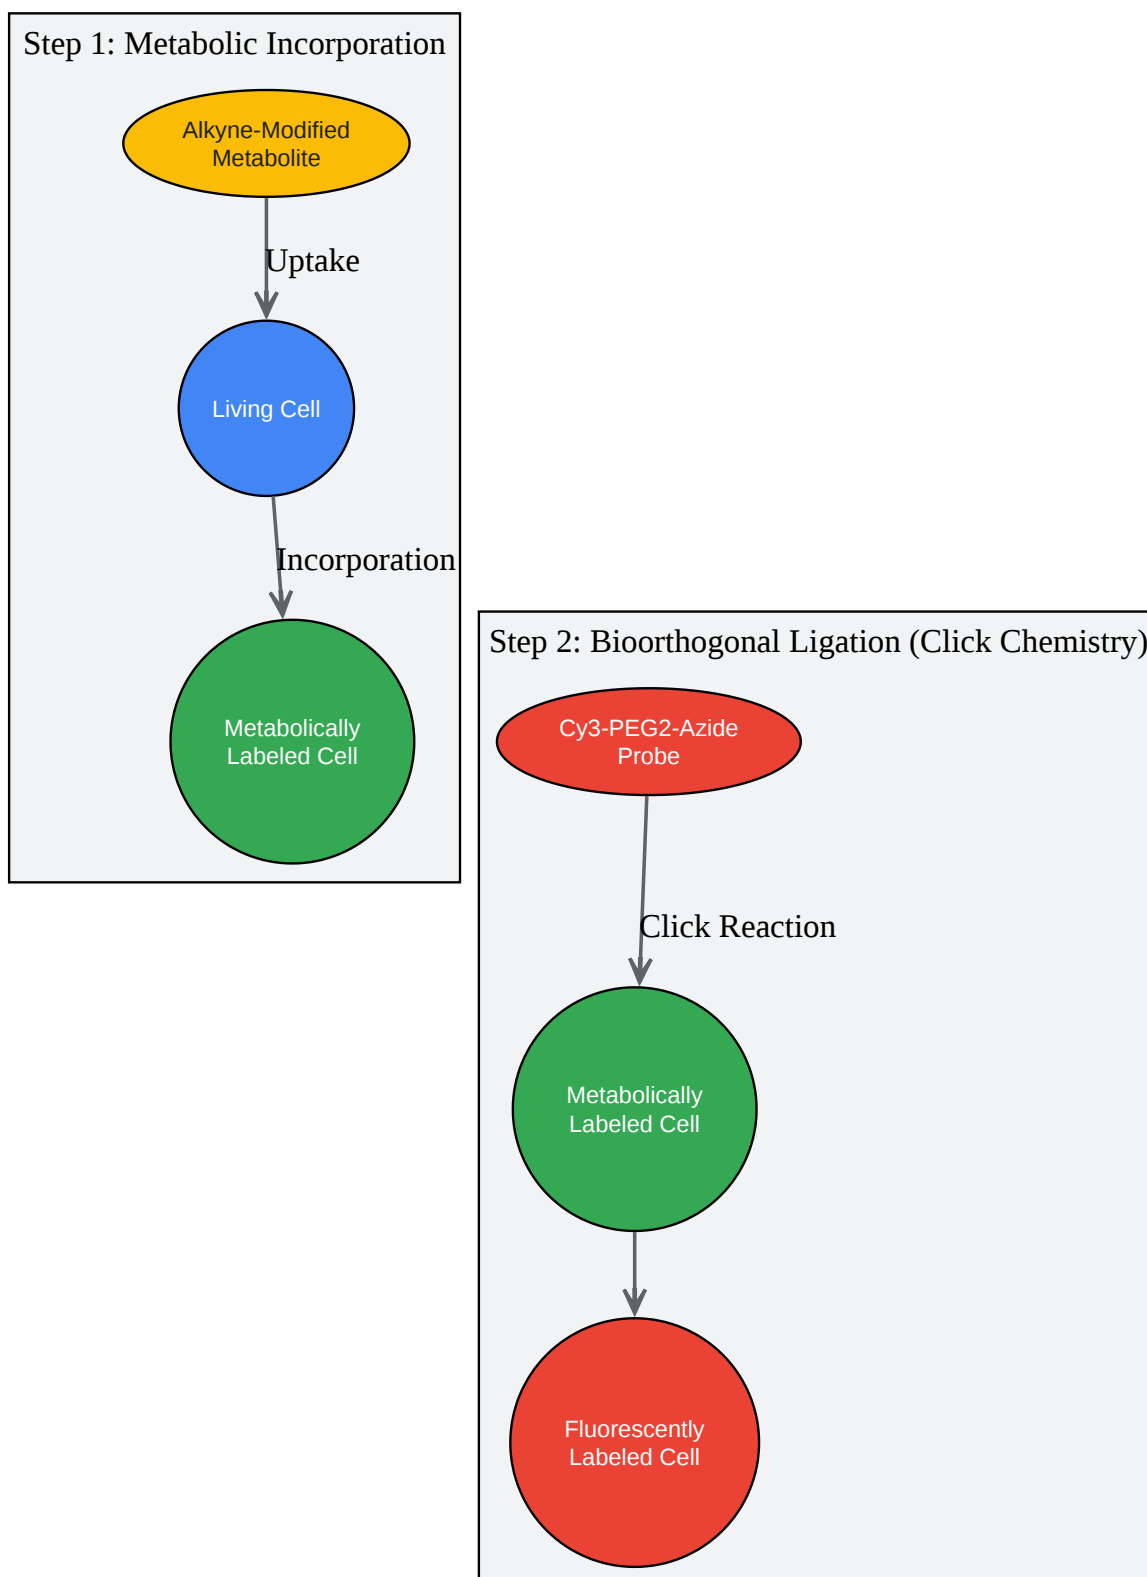 Step 1: Metabolic Incorporation
Alkyne-Modified
Metabolite
Uptake
Living Cell
Incorporation
Metabolically
Labeled Cell
Step 2: Bioorthogonal Ligation (Click Chemistry)
Cy3-PEG2-Azide
Probe
Click Reaction
Metabolically
Labeled Cell
Fluorescently
Labeled Cell